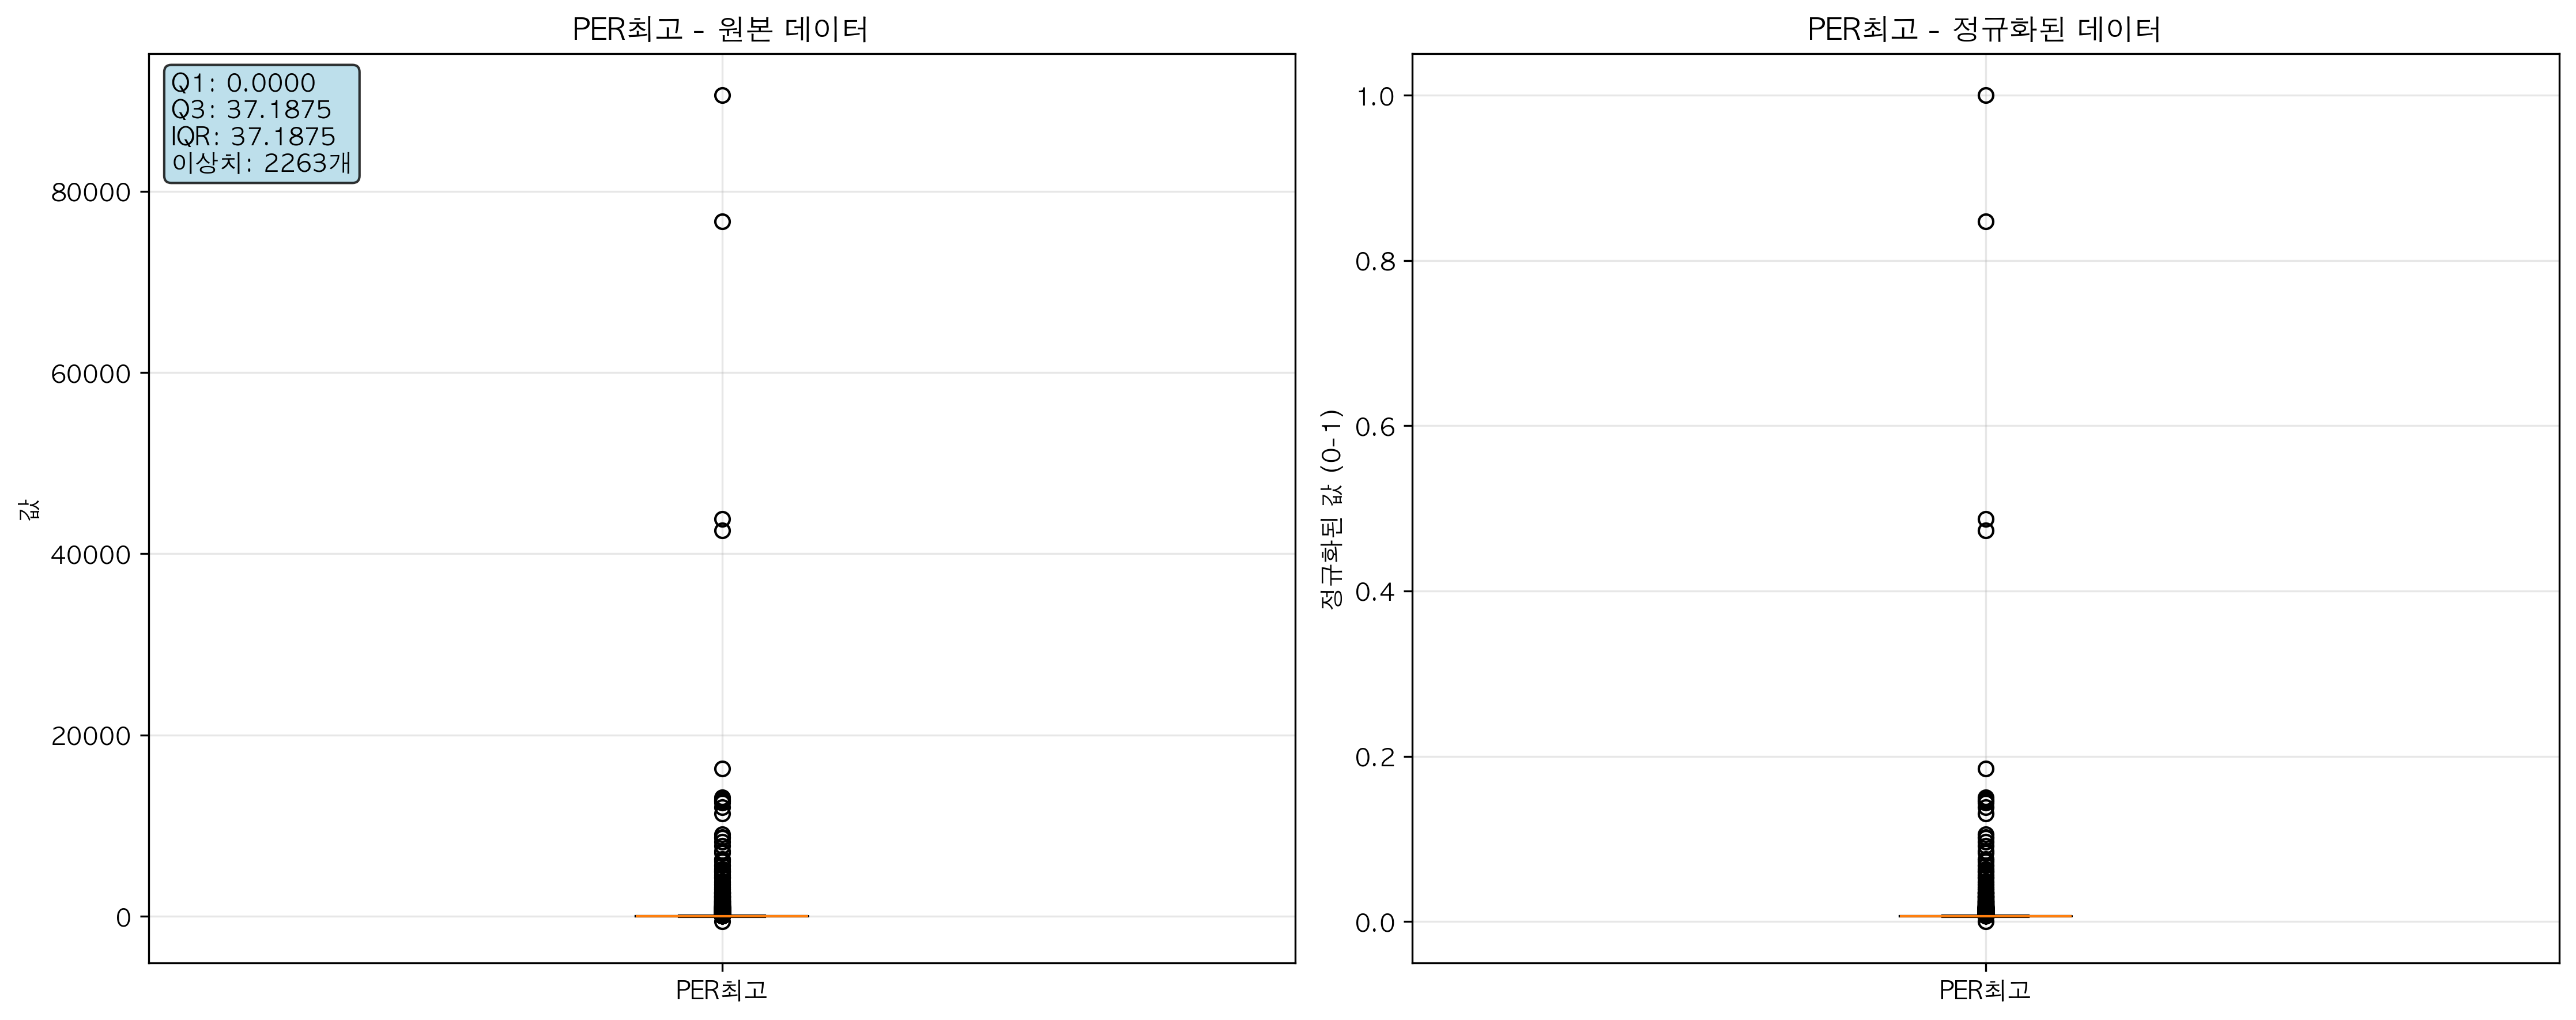 PER최고 - 원본 데이터
Q1: 0.0000
Q3: 37.1875
IQR: 37.1875
이상치: 2263개
80000
60000
40000
20000
0
값
PER최고
PER최고 - 정규화된 데이터
1.0
0.8
0.6
0.4
0.2
0.0
정규화된 값 (0-1)
PER최고